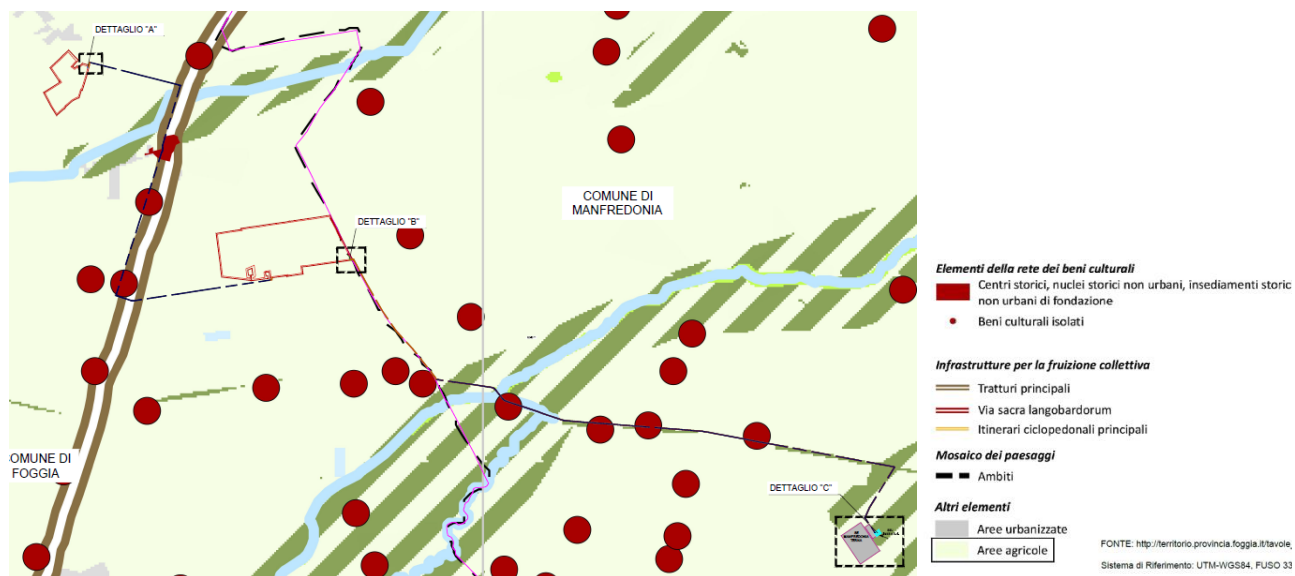 DETTAGLIO "A"
COMUNE DI
MANFREDONIA
DETTAGLIO "B"
OMUNE DI
FOGGIA
DETTAGLIO "C"
Elementi della rete dei beni culturali
Centri storici, nuclei storici non urbani, insediamenti storic
non urbani di fondazione
Beni culturali isolati
Infrastrutture per la fruizione collettiva
Tratturi principali
Via sacra langobardorum
Itinerari ciclopedonali principali
Mosaico dei paesaggi
Ambiti
Altri elementi
Aree urbanizzate
Aree agricole
FONTE: http://territorio.provincia.foggia.it/tavole_
Sistema di Riferimento: UTM-WGS84, FUSO 33